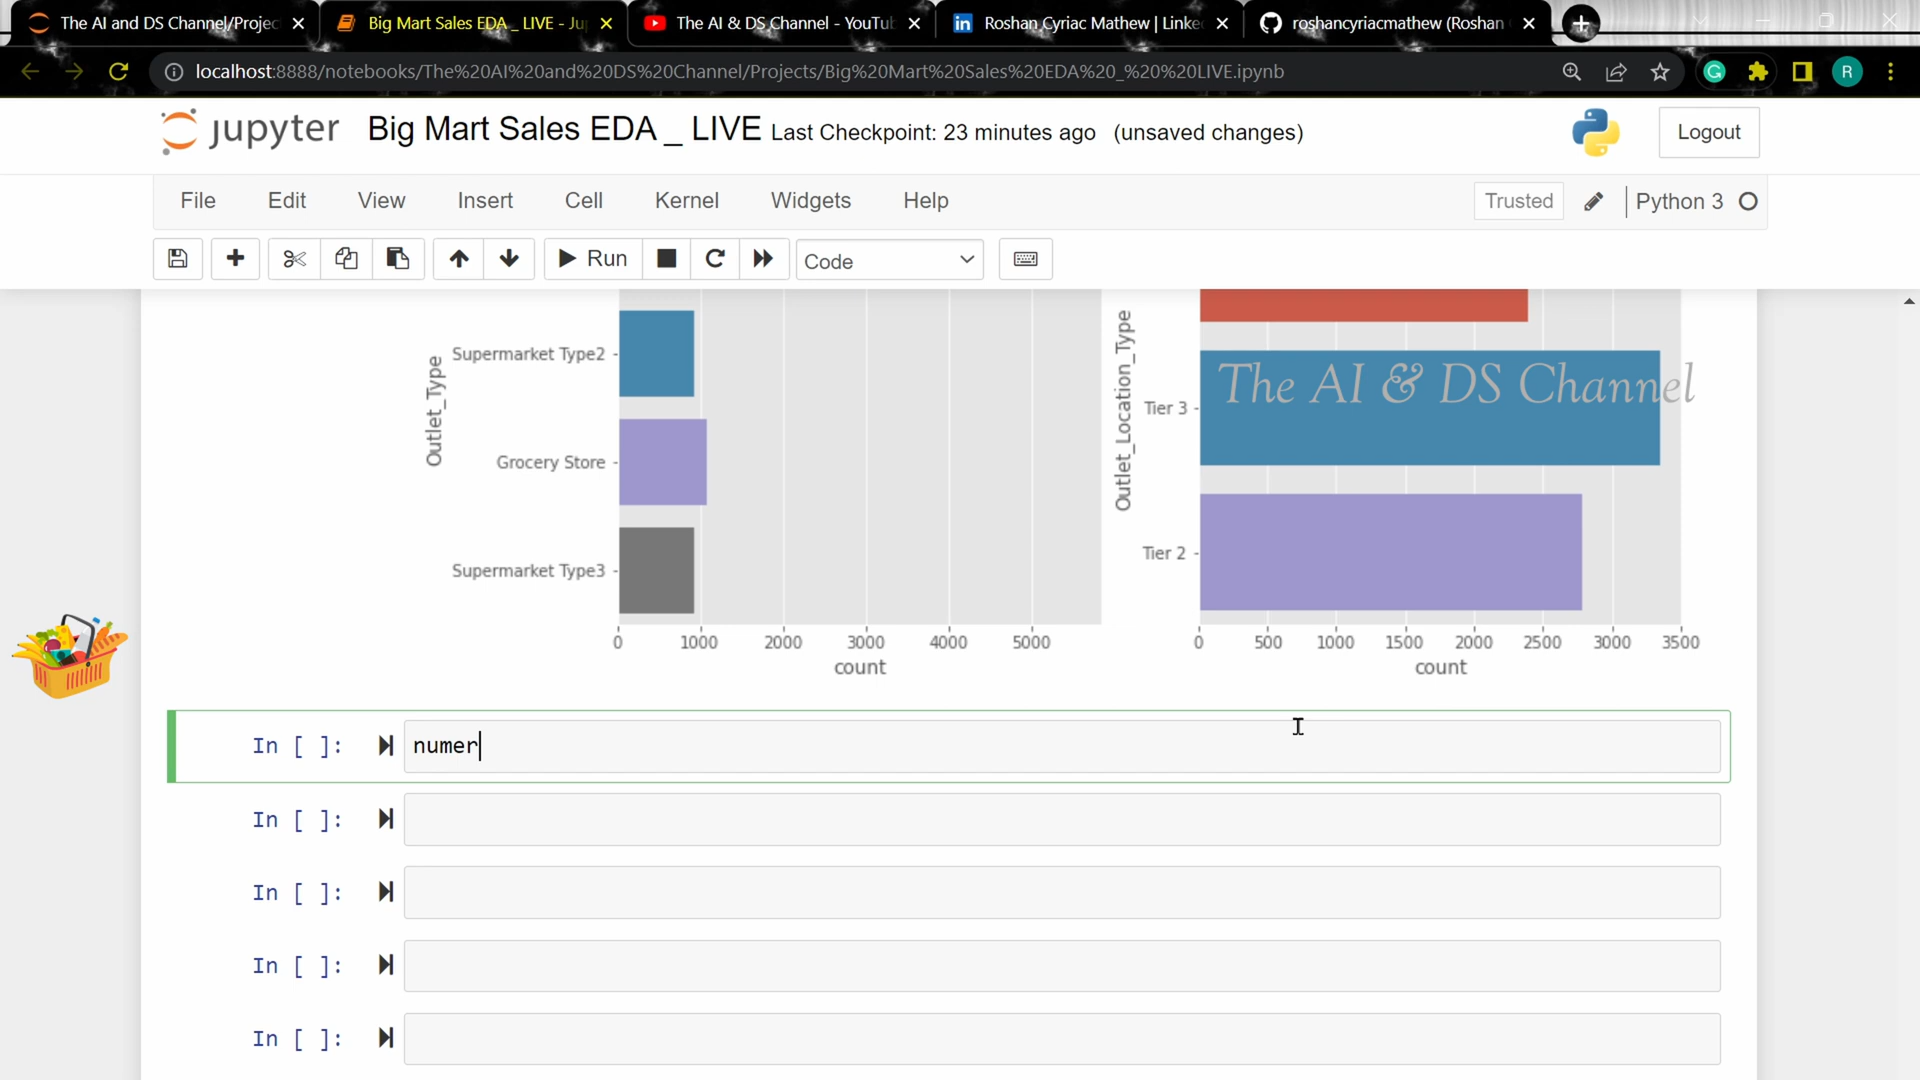 The AI and DS Channel/Projec
Big Mart Sales EDA _ LIVE - Ju
The AI & DS Channel - YouTu
Roshan Cyriac Mathew | Linke
roshancyriacmathew (Roshan
localhost:8888/notebooks/The%20AI%20and%20DS%20Channel/Projects/Big%20Mart%20Sales%20EDA%20_%20%20LIVE.ipynb
G
R
jupyter Big Mart Sales EDA _ LIVE Last Checkpoint: 23 minutes ago (unsaved changes)
Logout
File Edit View Insert Cell Kernel Widgets Help
Trusted
Python 3
Run
Code
Outlet_Type
Supermarket Type2
Grocery Store
Supermarket Type3
0 1000 2000 3000 4000 5000
count
Outlet_Location_Type
The AI & DS Channel
Tier 3
Tier 2
0 500 1000 1500 2000 2500 3000 3500
count
In [ ]: numer
In [ ]:
In [ ]:
In [ ]:
In [ ]: